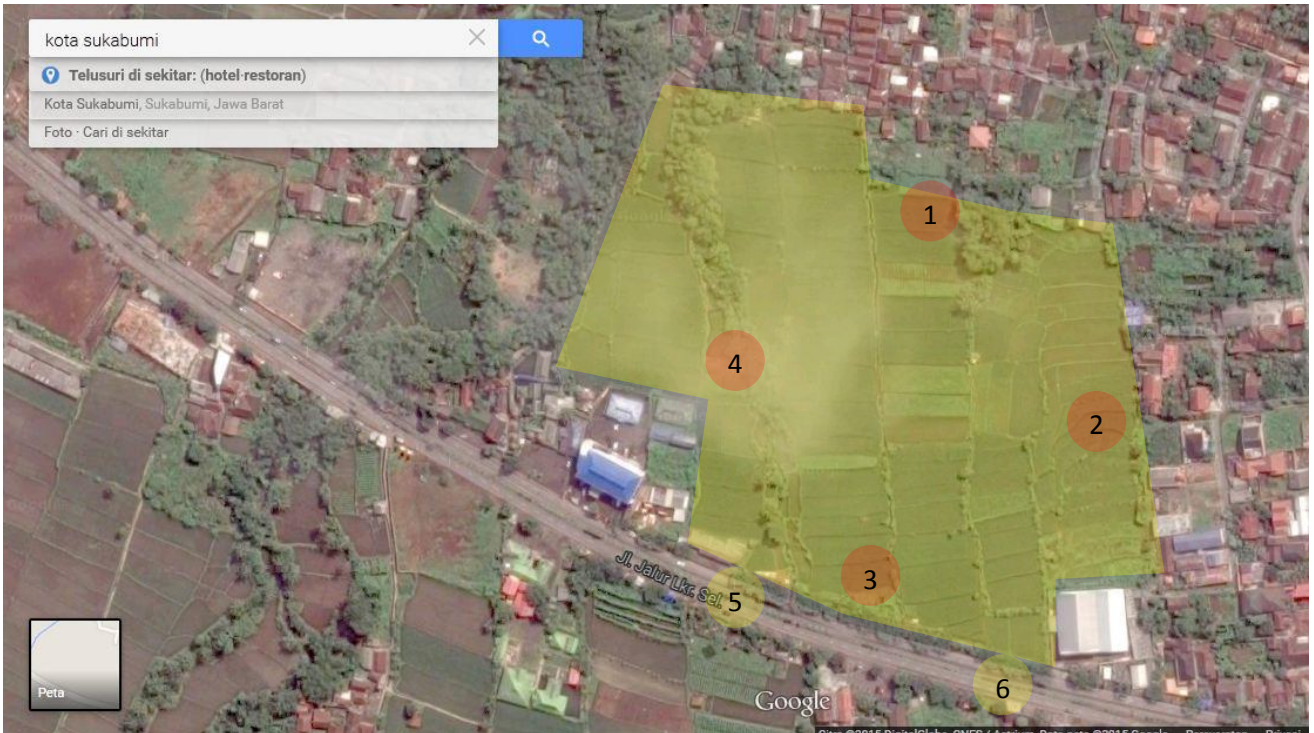 kota sukabumi
Telusuri di sekitar: (hotel-restoran)
Kota Sukabumi, Sukabumi, Jawa Barat
Foto · Cari di sekitar
1
2
4
3
Jl. Jalur Lkr. Sel.
5
6
Peta
Google